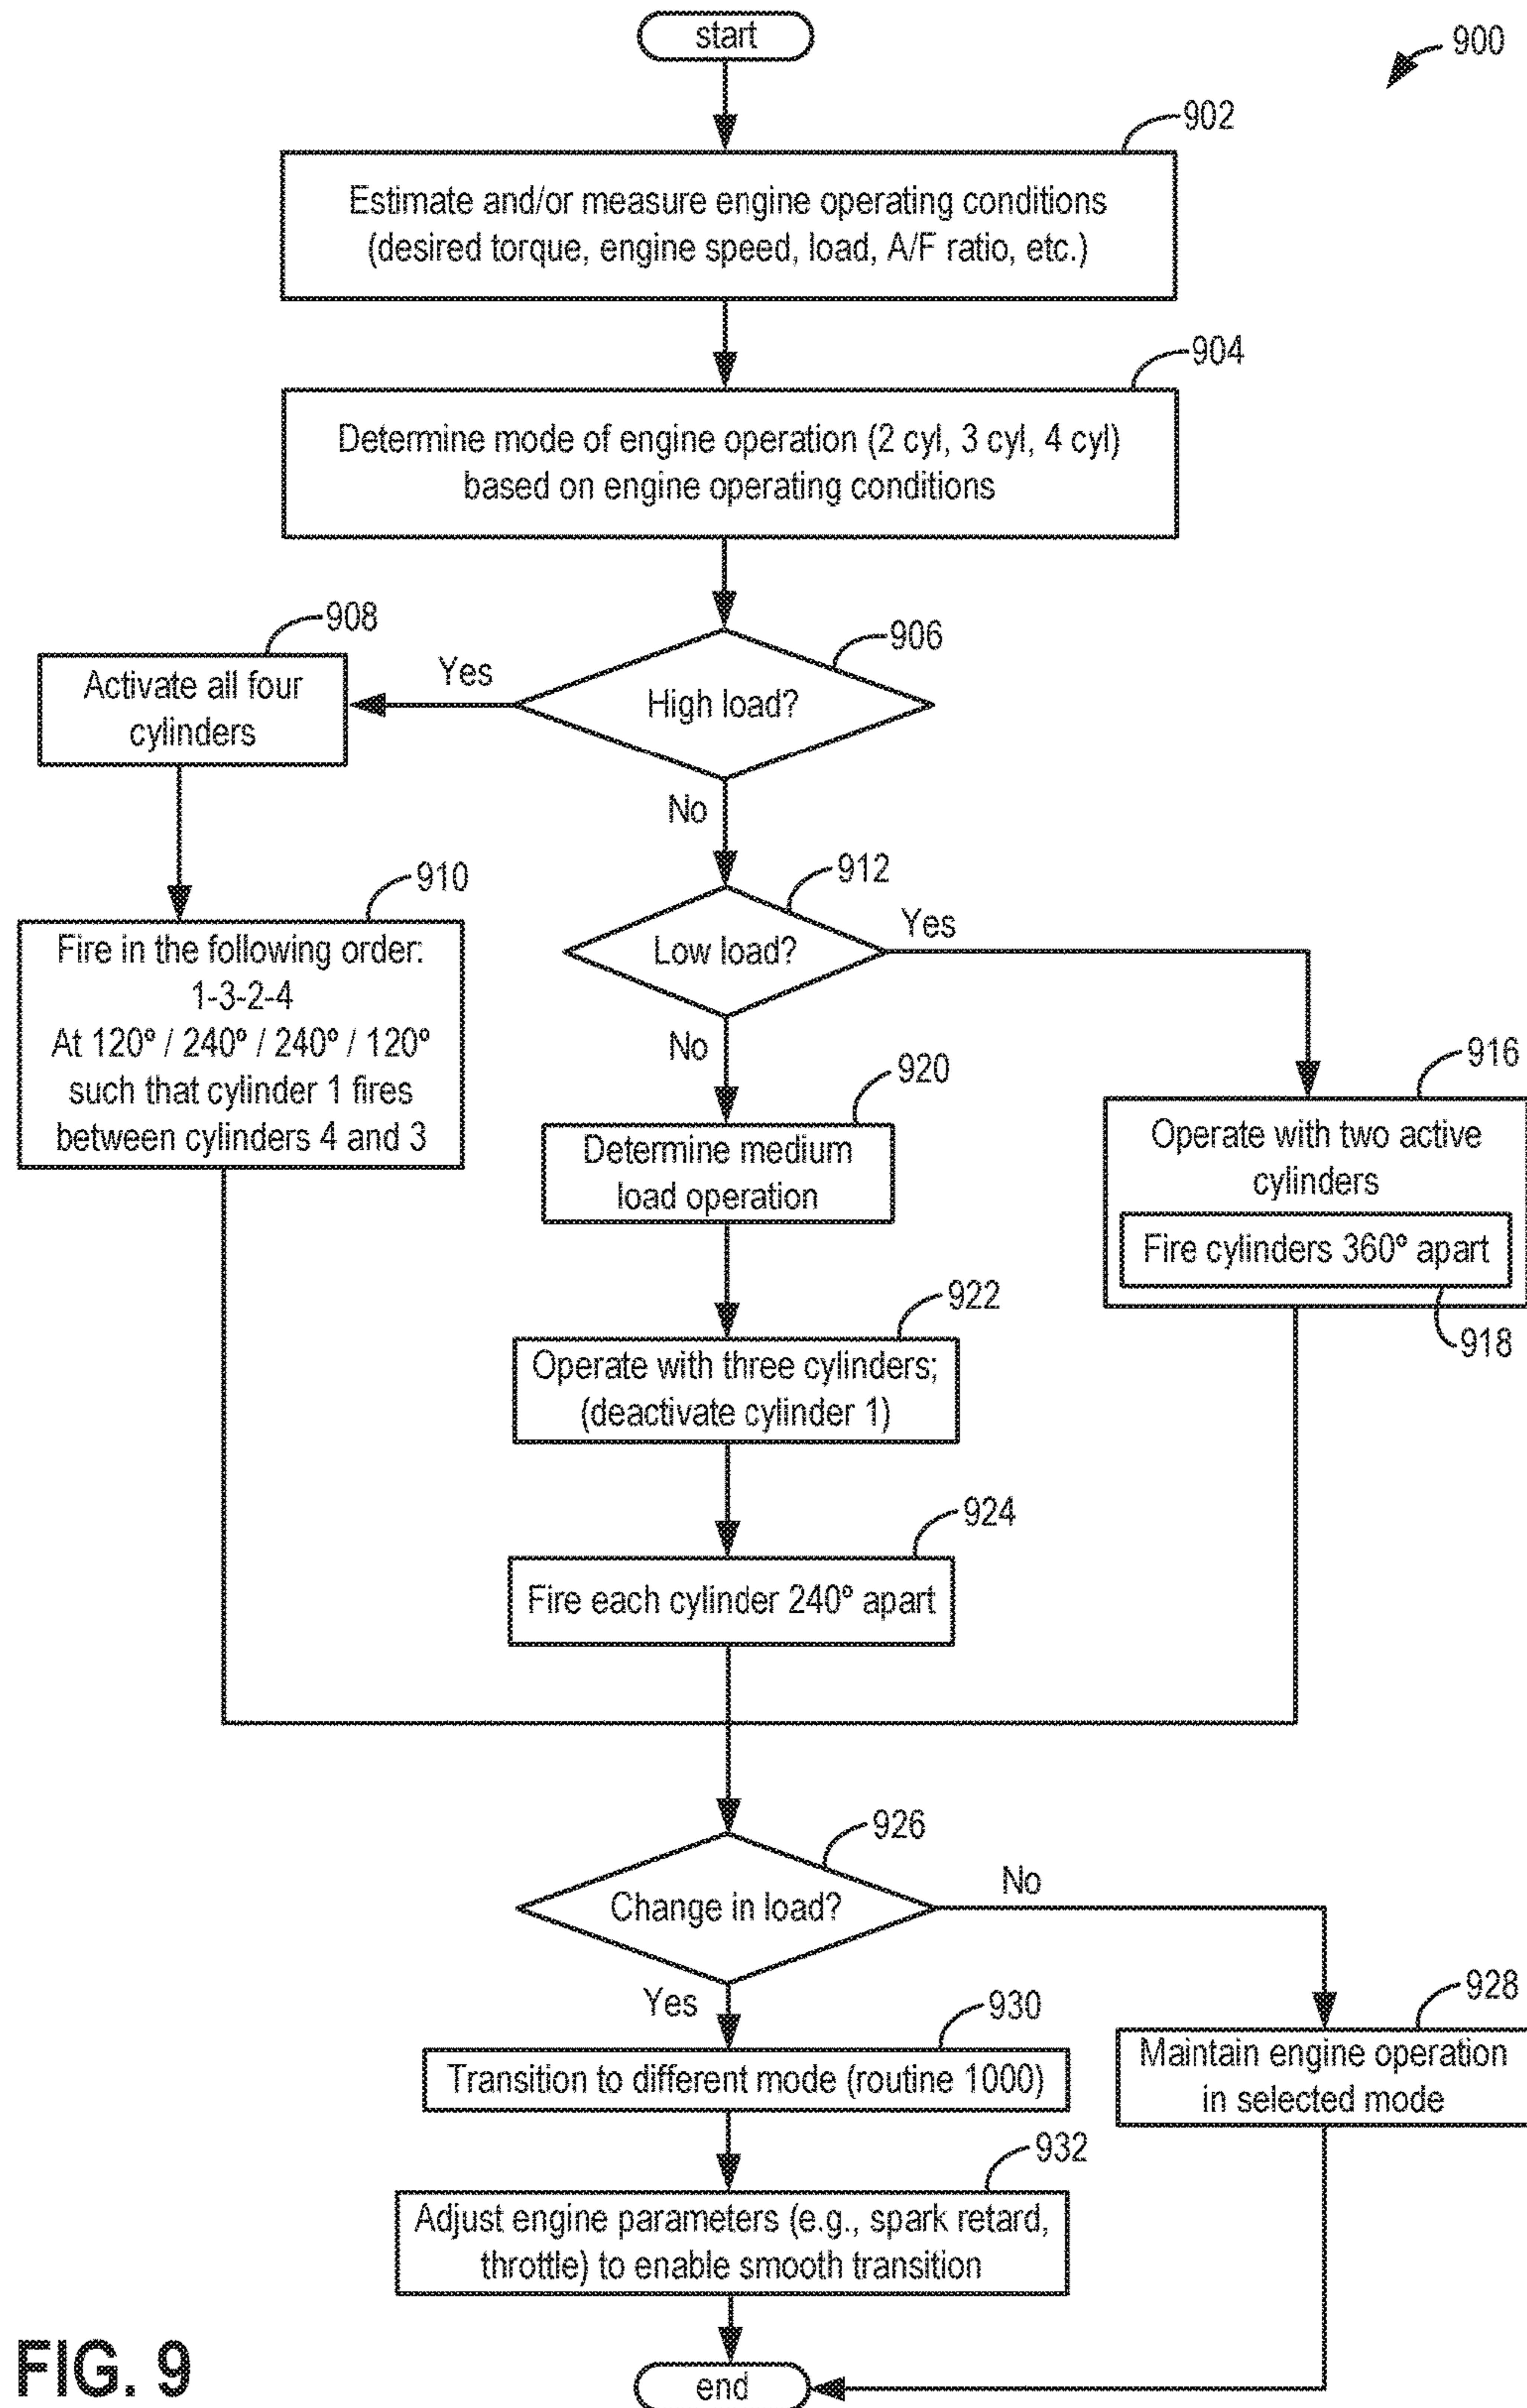 start
900
902
Estimate and/or measure engine operating conditions
(desired torque, engine speed, load, A/F ratio, etc.)
904
Determine mode of engine operation (2 cyl, 3 cyl, 4 cyl)
based on engine operating conditions
908
906
Activate all four
cylinders
Yes
High load?
No
910
912
Fire in the following order:
1-3-2-4
At 120º / 240º / 240º / 120º
such that cylinder 1 fires
between cylinders 4 and 3
Low load?
Yes
No
920
916
Determine medium
load operation
Operate with two active
cylinders
Fire cylinders 360º apart
918
922
Operate with three cylinders;
(deactivate cylinder 1)
924
Fire each cylinder 240º apart
926
Change in load?
No
Yes
930
928
Transition to different mode (routine 1000)
Maintain engine operation
in selected mode
932
Adjust engine parameters (e.g., spark retard,
throttle) to enable smooth transition
FIG. 9
end